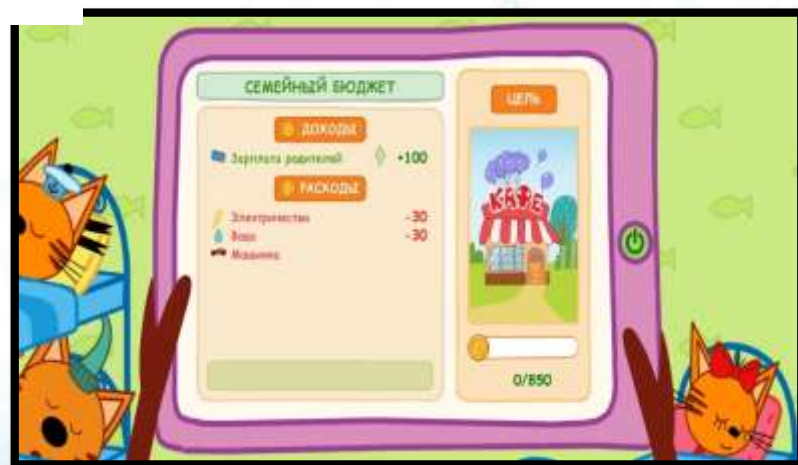 СЕМЕЙНЫЙ БЮДЖЕТ
ДОХОДЫ
Зарплата родителей +100
РАСХОДЫ
Электричество -30
Вода -30
Машинка
ЦЕЛЬ
КАФЕ
0/850